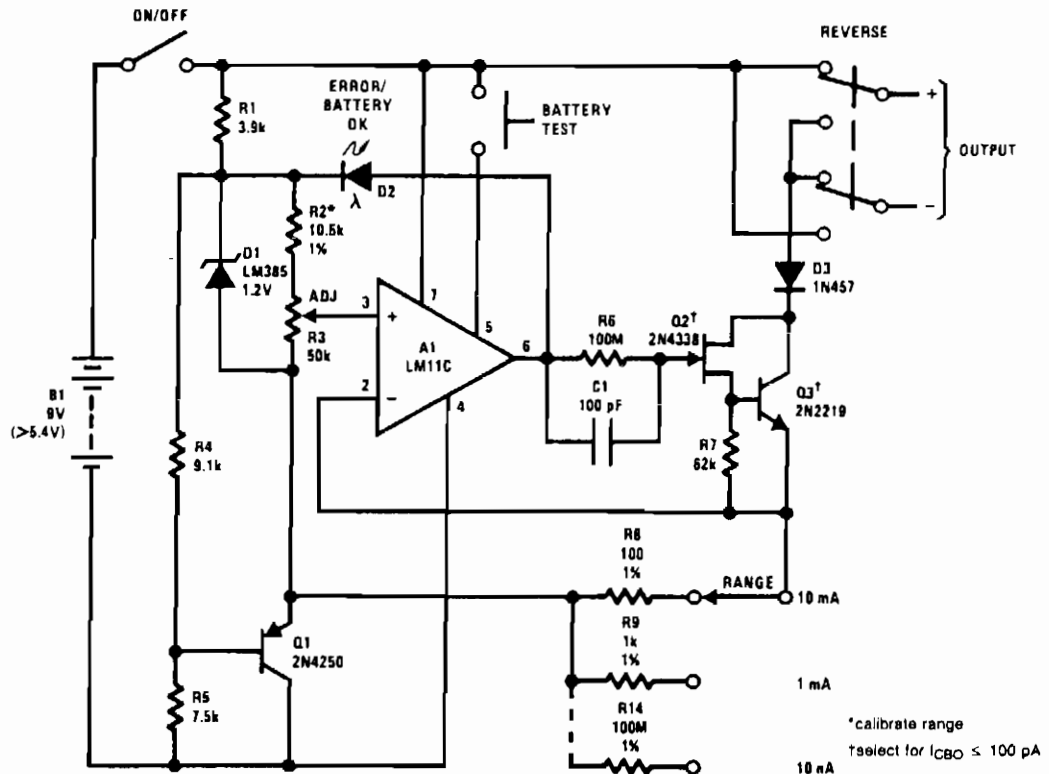 ON/OFF
REVERSE
R1
3.9k
ERROR/
BATTERY
OK
BATTERY
TEST
+
OUTPUT
−
λ
D2
R2*
10.5k
1%
D1
LM385
1.2V
ADJ
R3
50k
3
+
7
5
A1
LM11C
6
2
−
4
R6
100M
C1
100 pF
Q2†
2N4338
D3
1N457
Q3†
2N2219
R7
62k
B1
9V
(>5.4V)
R4
9.1k
R8
100
1%
RANGE
10 mA
R9
1k
1%
1 mA
Q1
2N4250
R5
7.5k
R14
100M
1%
10 nA
*calibrate range
†select for ICBO ≤ 100 pA